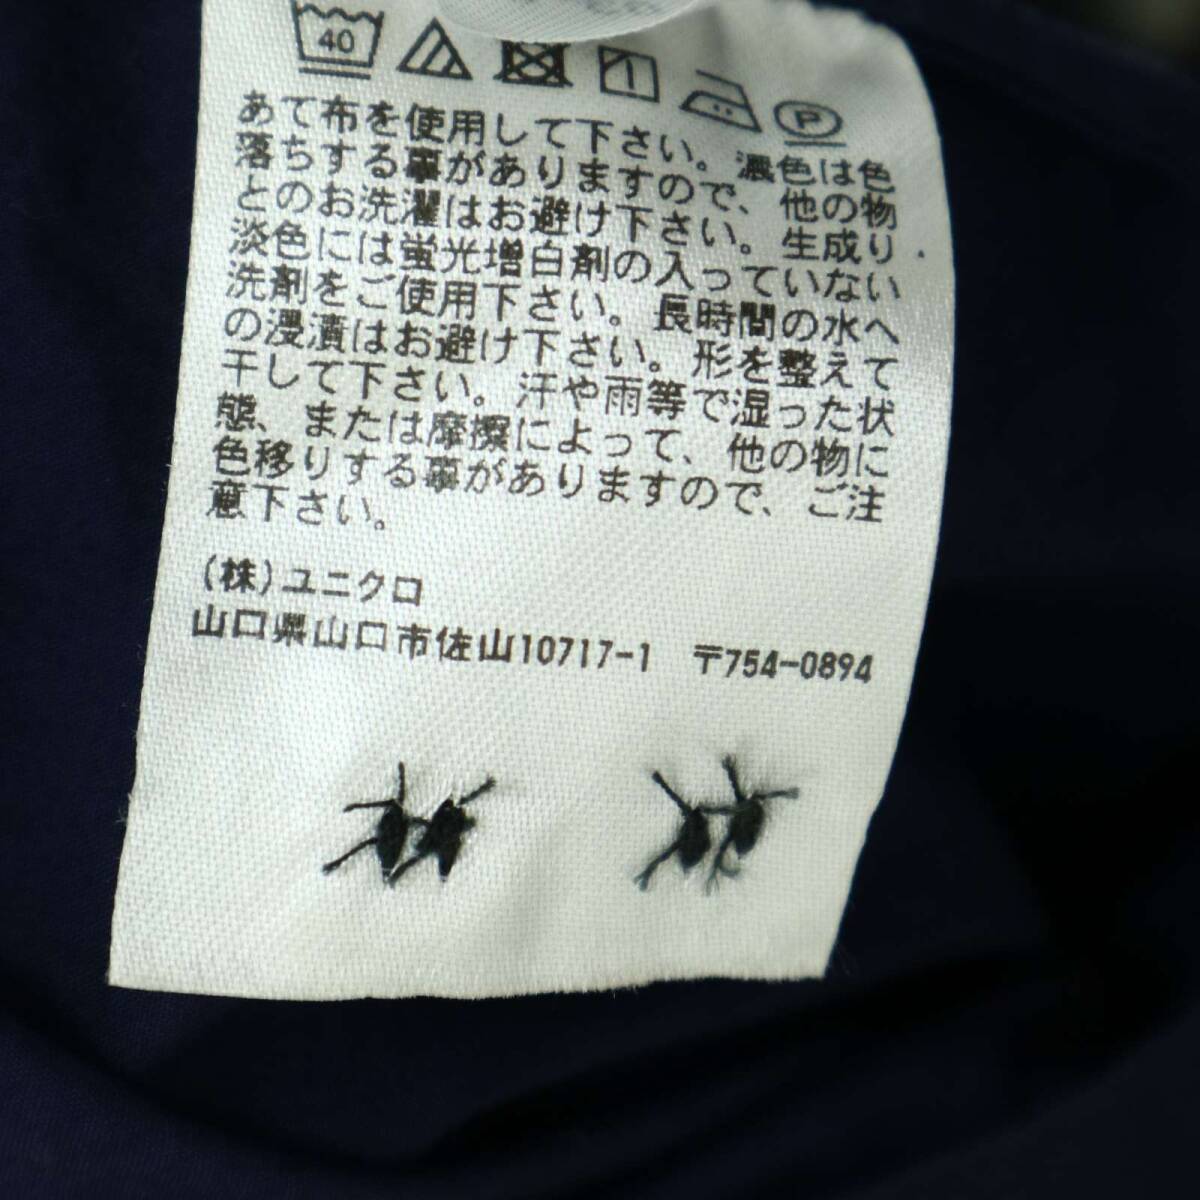 40
P
あて布を使用して下さい。濃色は色
落ちする事がありますので、他の物
とのお洗濯はお避け下さい。生成り・
淡色には蛍光増白剤の入っていない
洗剤をご使用下さい。長時間の水へ
の浸漬はお避け下さい。形を整えて
干して下さい。汗や雨等で湿った状
態、または摩擦によって、他の物に
色移りする事がありますので、ご注
意下さい。
(株)ユニクロ
山口県山口市佐山10717-1 〒754-0894